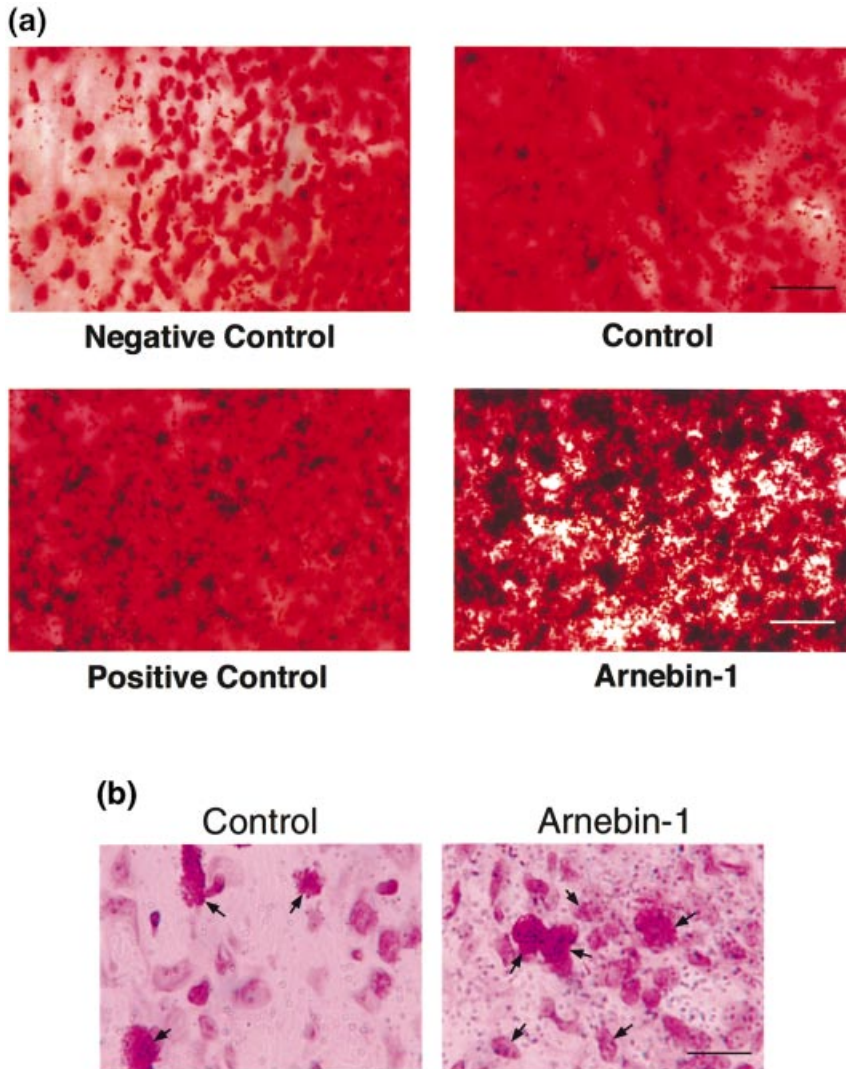 (a)
Negative Control
Control
Positive Control
Arnebin-1
(b)
Control
Arnebin-1